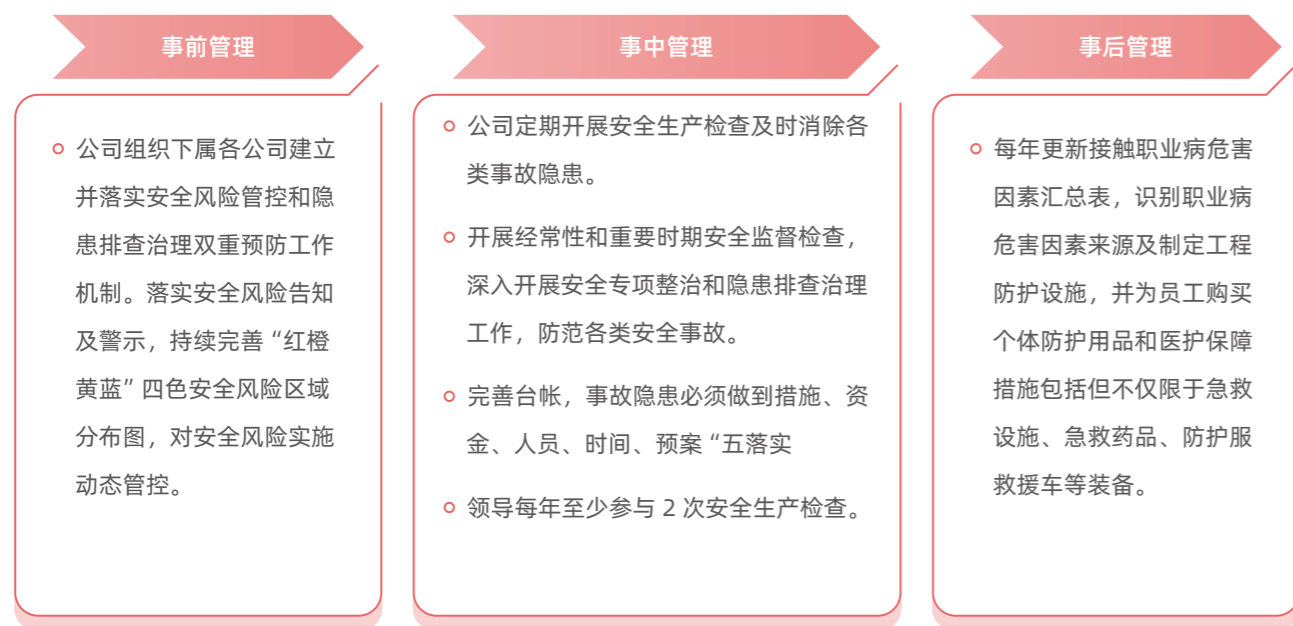 事前管理
公司组织下属各公司建立
并落实安全风险管控和隐
患排查治理双重预防工作
机制。落实安全风险告知
及警示，持续完善“红橙
黄蓝”四色安全风险区域
分布图，对安全风险实施
动态管控。
事中管理
公司定期开展安全生产检查及时消除各
类事故隐患。
开展经常性和重要时期安全监督检查，
深入开展安全专项整治和隐患排查治理
工作，防范各类安全事故。
完善台帐，事故隐患必须做到措施、资
金、人员、时间、预案“五落实
领导每年至少参与 2 次安全生产检查。
事后管理
每年更新接触职业病危害
因素汇总表，识别职业病
危害因素来源及制定工程
防护设施，并为员工购买
个体防护用品和医护保障
措施包括但不仅限于急救
设施、急救药品、防护服
救援车等装备。